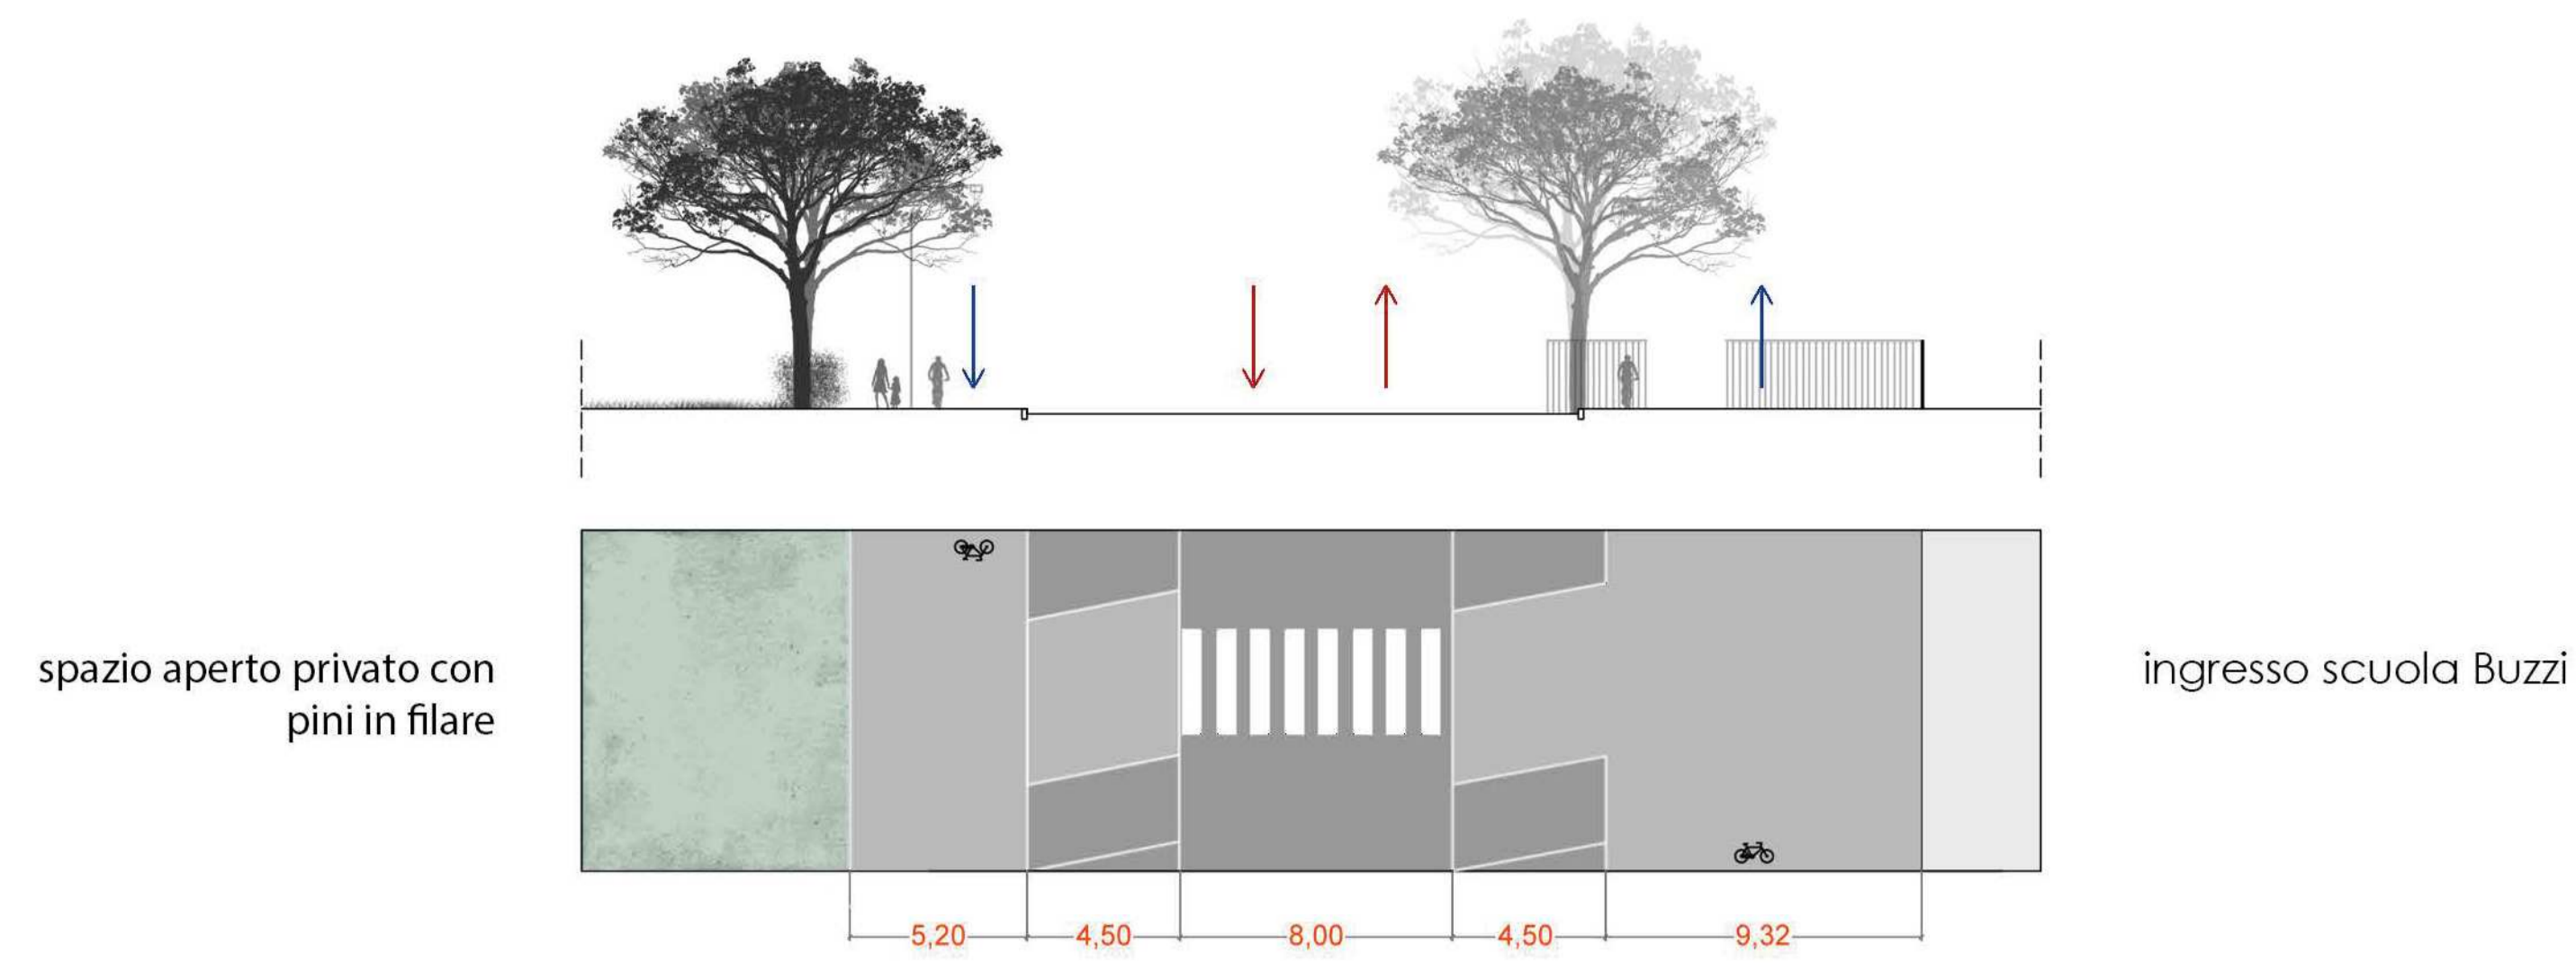 spazio aperto privato con
pini in filare
ingresso scuola Buzzi
5,20
4,50
8,00
4,50
9,32